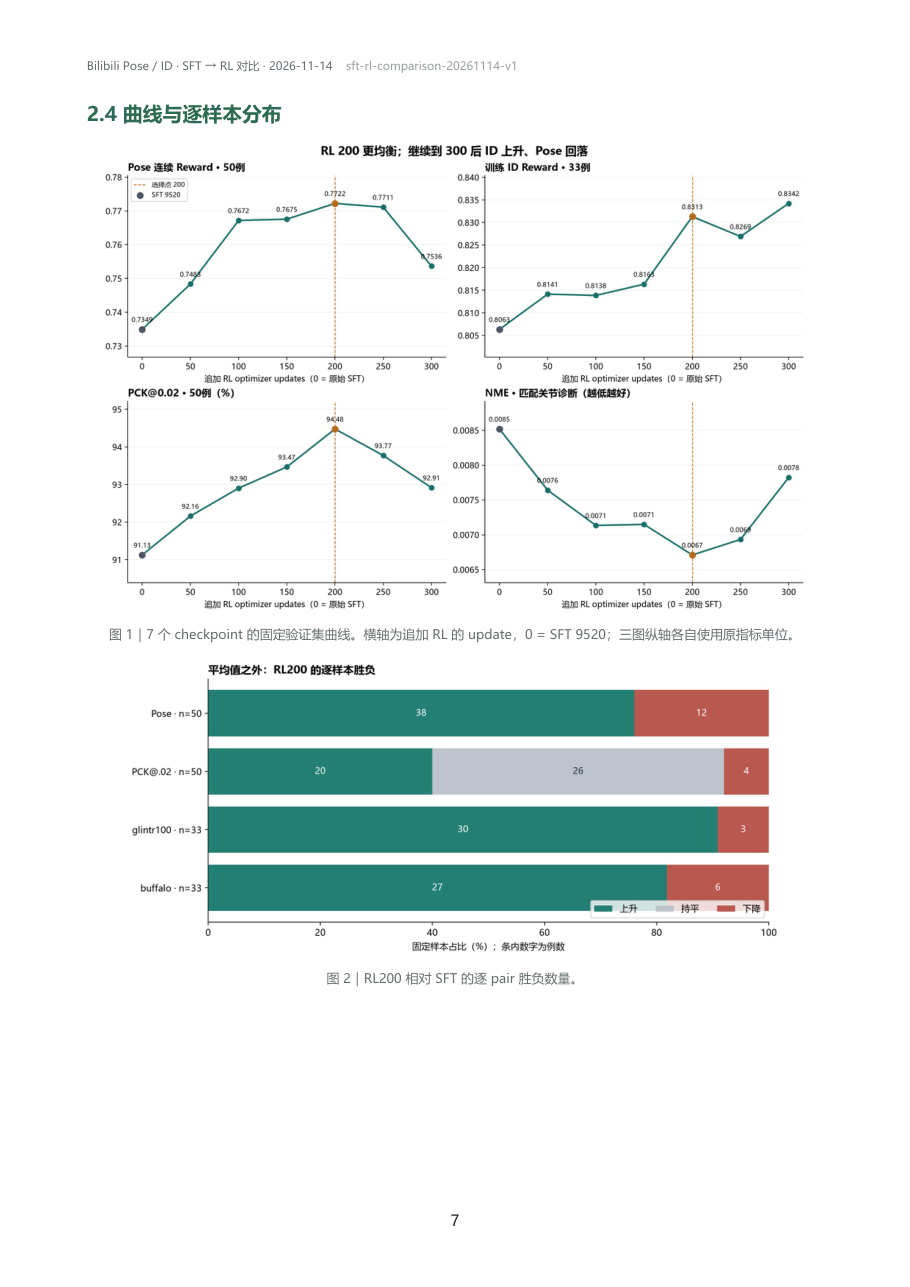 Bilibili Pose / ID · SFT → RL 对比 · 2026-11-14 sft-rl-comparison-20261114-v1
2.4 曲线与逐样本分布
RL 200 更均衡；继续到 300 后 ID 上升、Pose 回落
Pose 连续 Reward • 50例
0.78
0.77
0.76
0.75
0.74
0.73
选择点 200
SFT 9520
0.7349
0.7483
0.7672
0.7675
0.7722
0.7711
0.7536
0 50 100 150 200 250 300
追加 RL optimizer updates（0 = 原始 SFT）
训练 ID Reward • 33例
0.840
0.835
0.830
0.825
0.820
0.815
0.810
0.805
0.8063
0.8141
0.8138
0.8163
0.8313
0.8269
0.8342
0 50 100 150 200 250 300
追加 RL optimizer updates（0 = 原始 SFT）
PCK@0.02 • 50例（%）
95
94
93
92
91
91.13
92.16
92.90
93.47
94.48
93.77
92.91
0 50 100 150 200 250 300
追加 RL optimizer updates（0 = 原始 SFT）
NME • 匹配关节诊断（越低越好）
0.0085
0.0080
0.0075
0.0070
0.0065
0.0085
0.0076
0.0071
0.0071
0.0067
0.0069
0.0078
0 50 100 150 200 250 300
追加 RL optimizer updates（0 = 原始 SFT）
图 1｜7 个 checkpoint 的固定验证集曲线。横轴为追加 RL 的 update，0 = SFT 9520；三图纵轴各自使用原指标单位。
平均值之外：RL200 的逐样本胜负
Pose · n=50 38 12
PCK@.02 · n=50 20 26 4
glintr100 · n=33 30 3
buffalo · n=33 27 6
上升 持平 下降
0 20 40 60 80 100
固定样本占比（%）；条内数字为例数
图 2｜RL200 相对 SFT 的逐 pair 胜负数量。
7